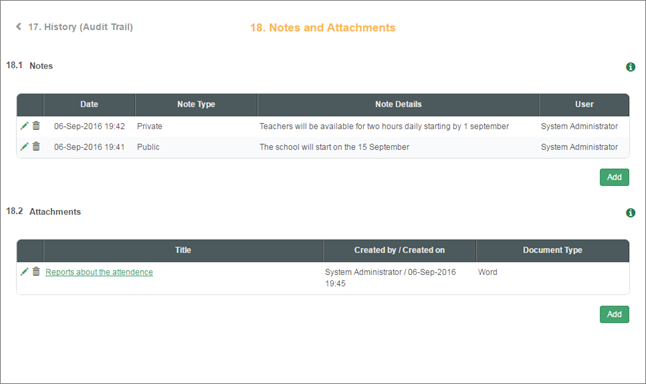 17. History (Audit Trail)
18. Notes and Attachments
18.1 Notes
Date Note Type Note Details User
06-Sep-2016 19:42 Private Teachers will be available for two hours daily starting by 1 september System Administrator
06-Sep-2016 19:41 Public The school will start on the 15 September System Administrator
Add
18.2 Attachments
Title Created by / Created on Document Type
Reports about the attendence System Administrator / 06-Sep-2016 Word
19:45
Add